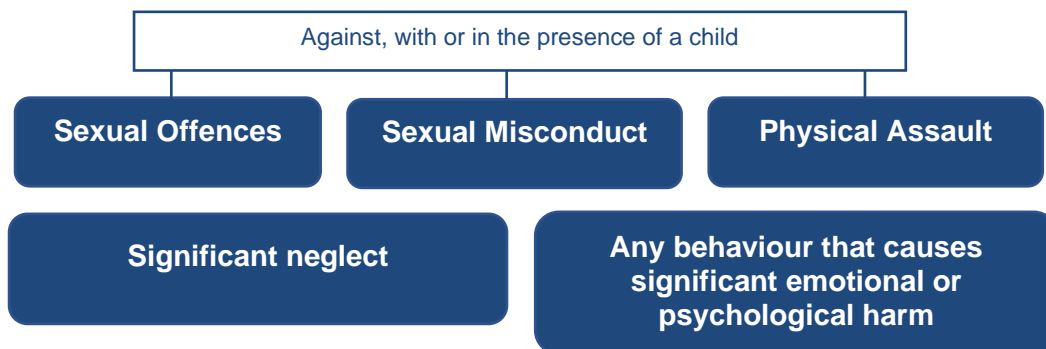 Against, with or in the presence of a child
Sexual Offences
Sexual Misconduct
Physical Assault
Significant neglect
Any behaviour that causes
significant emotional or
psychological harm